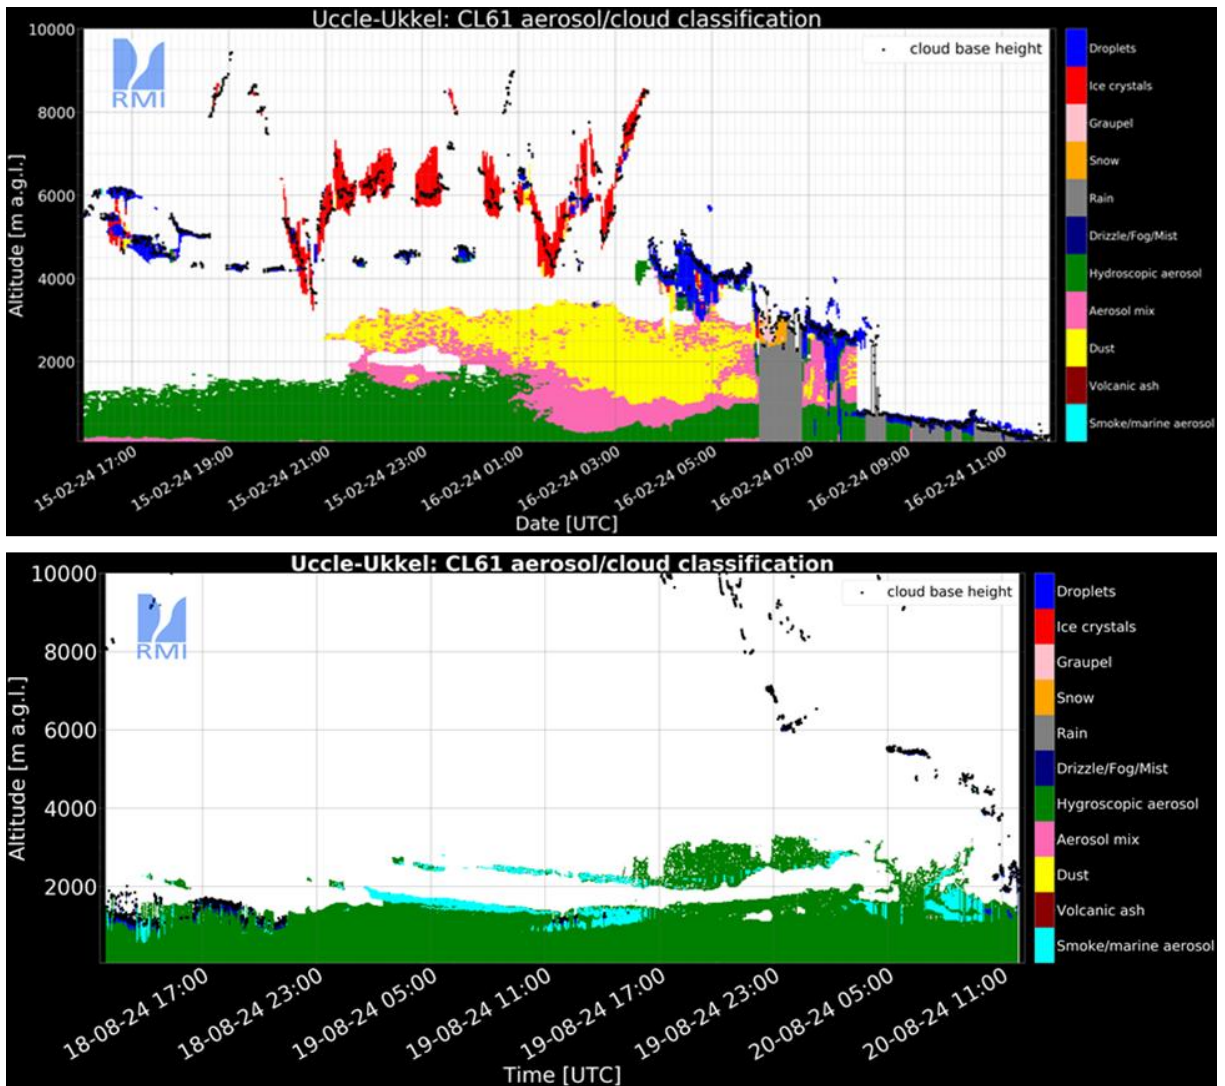 Uccle-Ukkel: CL61 aerosol/cloud classification
10000
8000
6000
4000
2000
Altitude [m a.g.l.]
RMI
cloud base height
Droplets
Ice crystals
Graupel
Snow
Rain
Drizzle/Fog/Mist
Hydroscopic aerosol
Aerosol mix
Dust
Volcanic ash
Smoke/marine aerosol
15-02-24 17:00
15-02-24 19:00
15-02-24 21:00
15-02-24 23:00
16-02-24 01:00
16-02-24 03:00
16-02-24 05:00
16-02-24 07:00
16-02-24 09:00
16-02-24 11:00
Date [UTC]
Uccle-Ukkel: CL61 aerosol/cloud classification
10000
8000
6000
4000
2000
Altitude [m a.g.l.]
RMI
cloud base height
Droplets
Ice crystals
Graupel
Snow
Rain
Drizzle/Fog/Mist
Hygroscopic aerosol
Aerosol mix
Dust
Volcanic ash
Smoke/marine aerosol
18-08-24 17:00
18-08-24 23:00
19-08-24 05:00
19-08-24 11:00
19-08-24 17:00
19-08-24 23:00
20-08-24 05:00
20-08-24 11:00
Time [UTC]